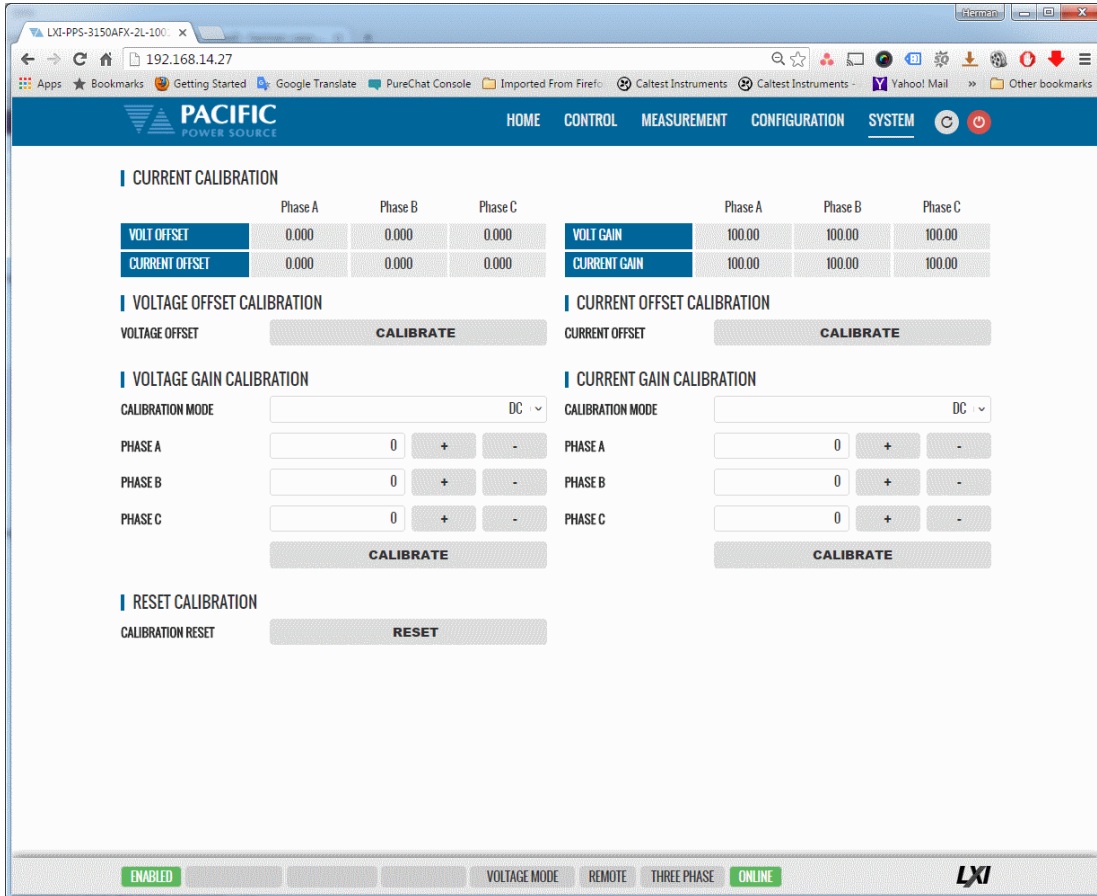 Herman
LXI-PPS-3150AFX-2L-100
192.168.14.27
Apps Bookmarks Getting Started Google Translate PureChat Console Imported From Firefo Caltest Instruments Caltest Instruments - Yahoo! Mail » Other bookmarks
PACIFIC
POWER SOURCE
HOME CONTROL MEASUREMENT CONFIGURATION SYSTEM
CURRENT CALIBRATION
Phase A Phase B Phase C Phase A Phase B Phase C
VOLT OFFSET 0.000 0.000 0.000 VOLT GAIN 100.00 100.00 100.00
CURRENT OFFSET 0.000 0.000 0.000 CURRENT GAIN 100.00 100.00 100.00
VOLTAGE OFFSET CALIBRATION CURRENT OFFSET CALIBRATION
VOLTAGE OFFSET CALIBRATE CURRENT OFFSET CALIBRATE
VOLTAGE GAIN CALIBRATION CURRENT GAIN CALIBRATION
CALIBRATION MODE DC CALIBRATION MODE DC
PHASE A 0 + - PHASE A 0 + -
PHASE B 0 + - PHASE B 0 + -
PHASE C 0 + - PHASE C 0 + -
CALIBRATE CALIBRATE
RESET CALIBRATION
CALIBRATION RESET RESET
ENABLED VOLTAGE MODE REMOTE THREE PHASE ONLINE LXI